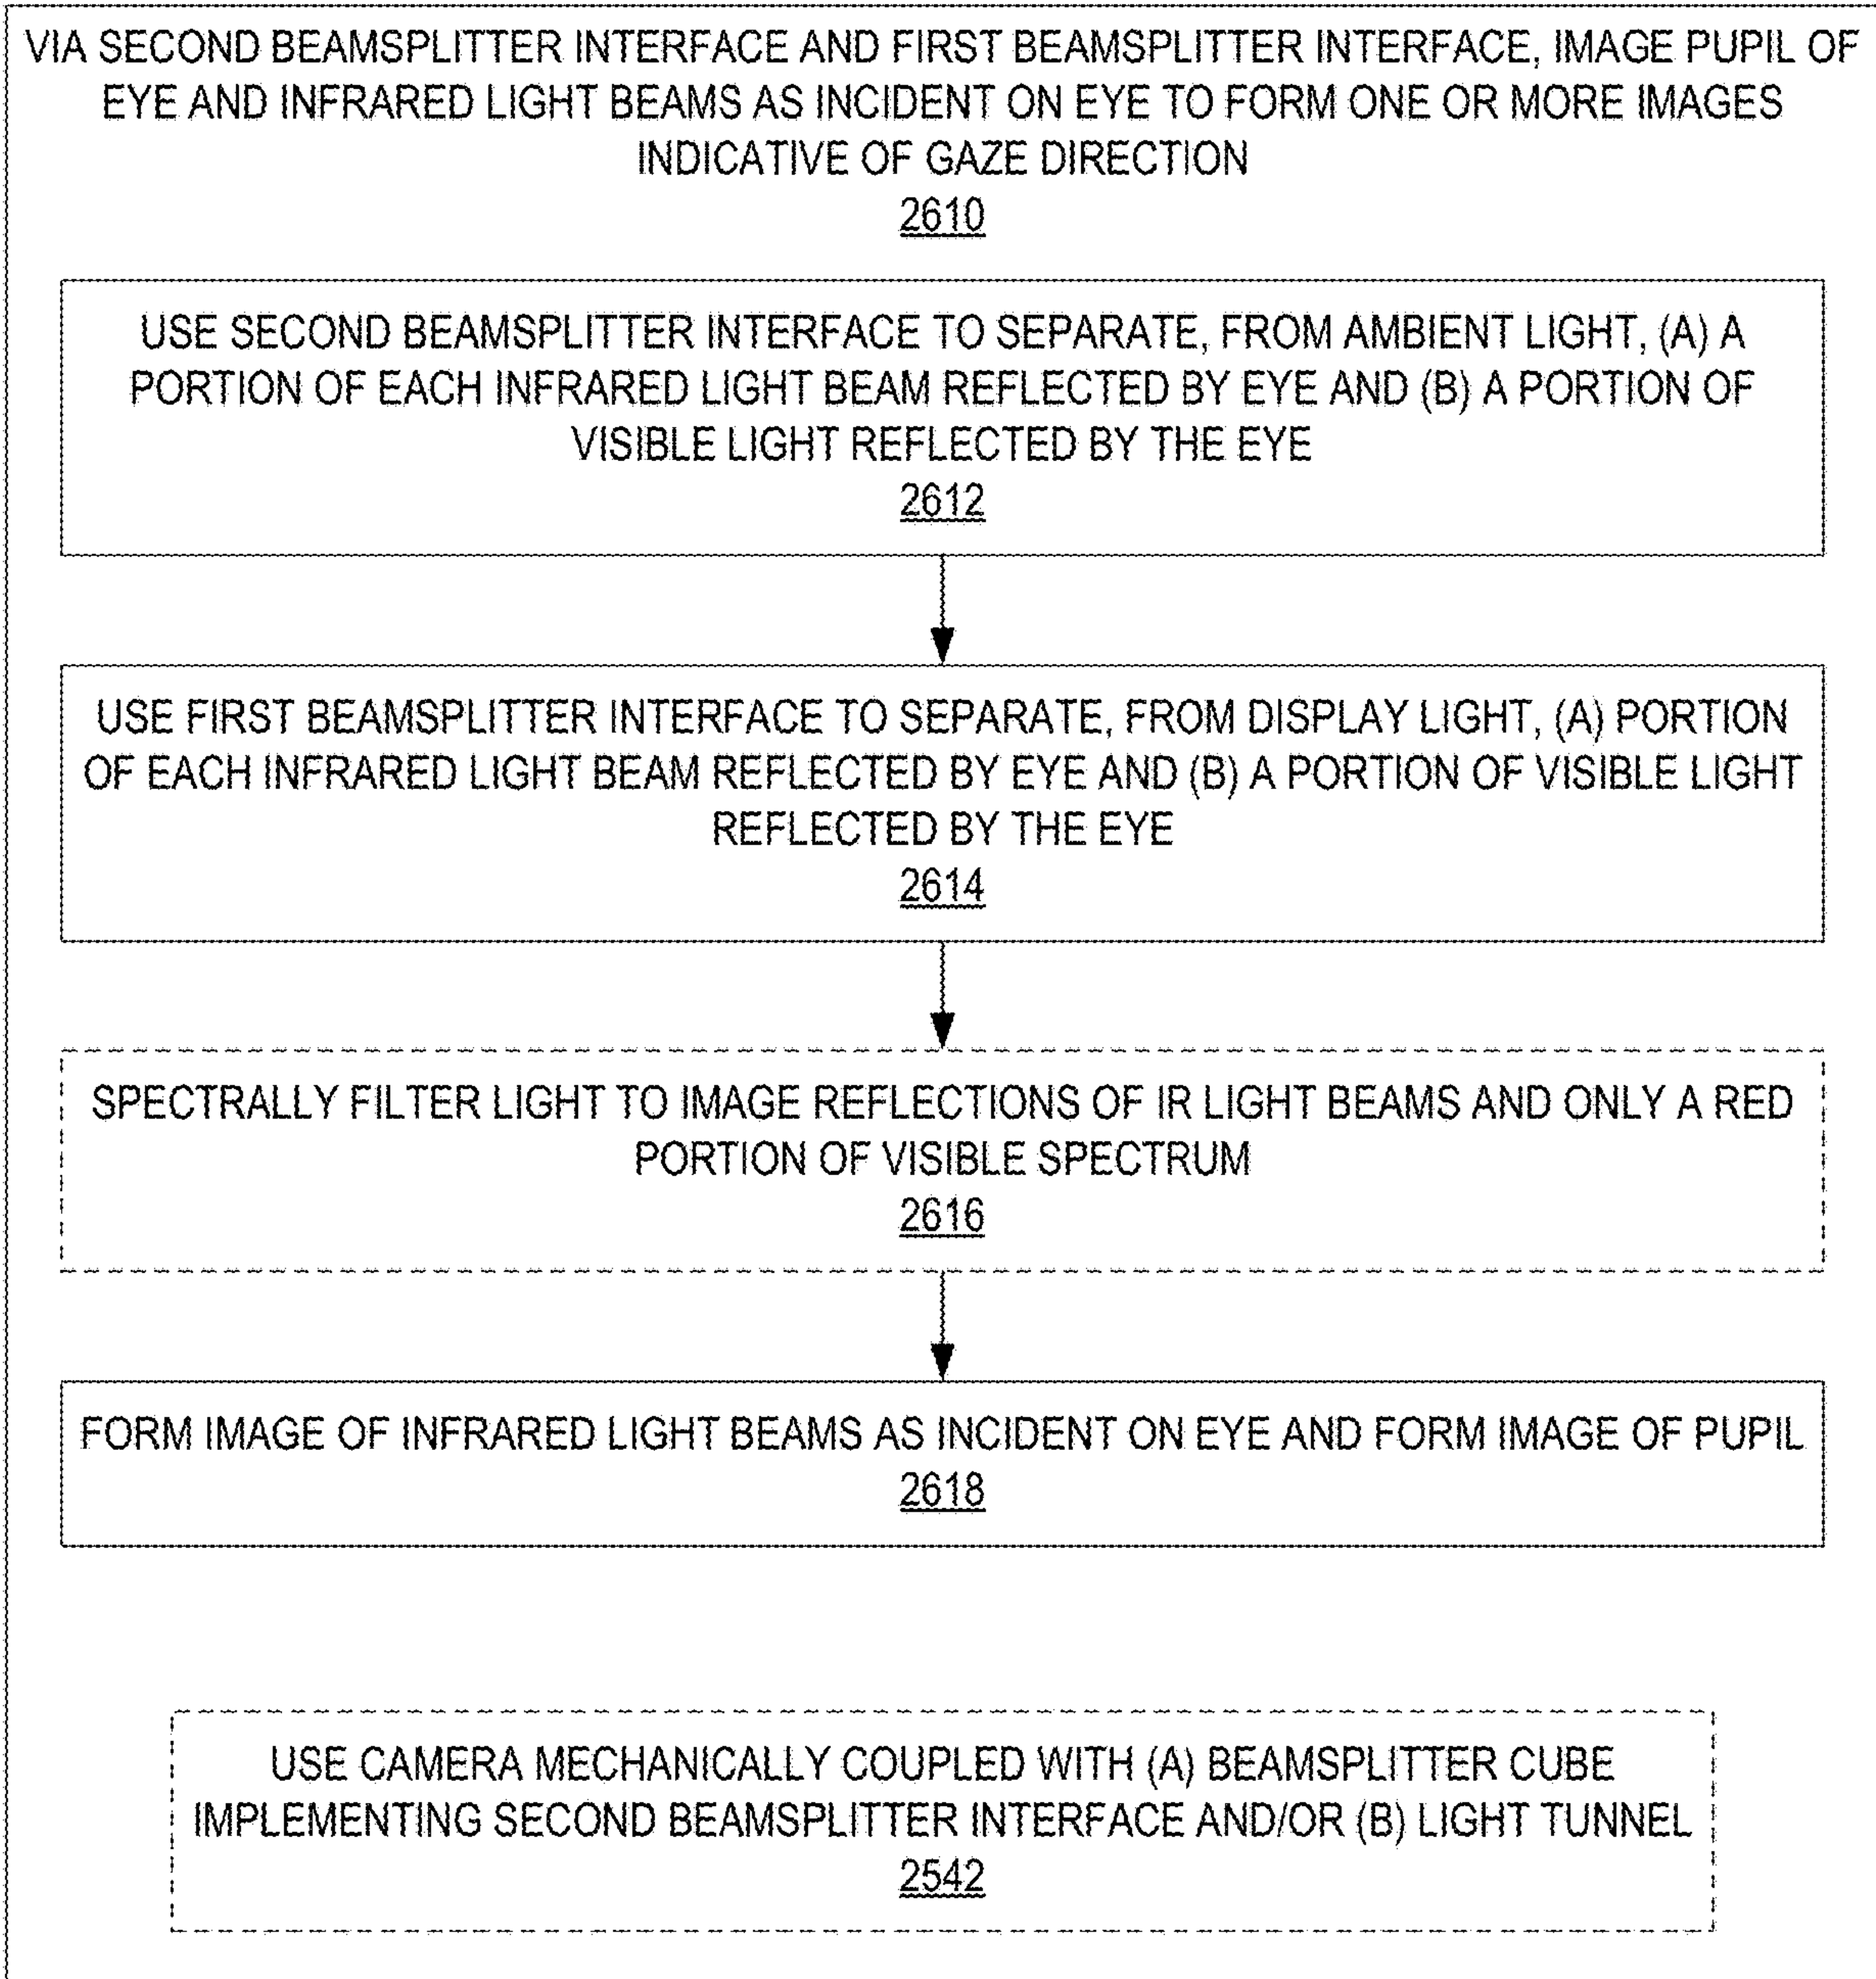 VIA SECOND BEAMSPLITTER INTERFACE AND FIRST BEAMSPLITTER INTERFACE, IMAGE PUPIL OF
EYE AND INFRARED LIGHT BEAMS AS INCIDENT ON EYE TO FORM ONE OR MORE IMAGES
INDICATIVE OF GAZE DIRECTION
2610
USE SECOND BEAMSPLITTER INTERFACE TO SEPARATE, FROM AMBIENT LIGHT, (A) A
PORTION OF EACH INFRARED LIGHT BEAM REFLECTED BY EYE AND (B) A PORTION OF
VISIBLE LIGHT REFLECTED BY THE EYE
2612
USE FIRST BEAMSPLITTER INTERFACE TO SEPARATE, FROM DISPLAY LIGHT, (A) PORTION
OF EACH INFRARED LIGHT BEAM REFLECTED BY EYE AND (B) A PORTION OF VISIBLE LIGHT
REFLECTED BY THE EYE
2614
SPECTRALLY FILTER LIGHT TO IMAGE REFLECTIONS OF IR LIGHT BEAMS AND ONLY A RED
PORTION OF VISIBLE SPECTRUM
2616
FORM IMAGE OF INFRARED LIGHT BEAMS AS INCIDENT ON EYE AND FORM IMAGE OF PUPIL
2618
USE CAMERA MECHANICALLY COUPLED WITH (A) BEAMSPLITTER CUBE
IMPLEMENTING SECOND BEAMSPLITTER INTERFACE AND/OR (B) LIGHT TUNNEL
2542